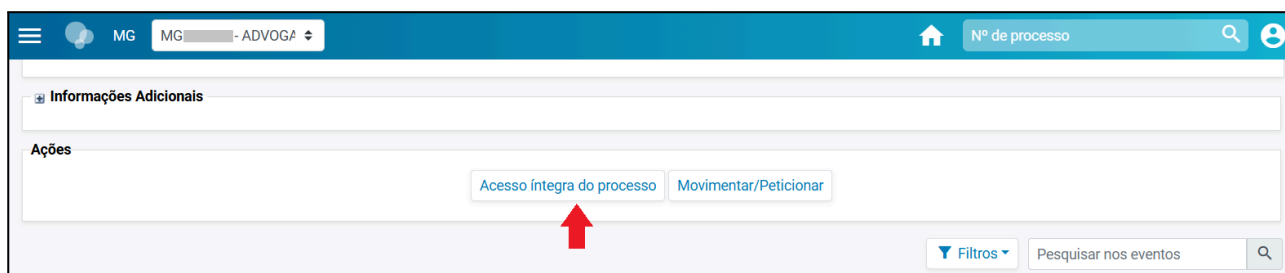 MG MG - ADVOGA Nº de processo
Informações Adicionais
Ações
Acesso íntegra do processo Movimentar/Peticionar
Filtros Pesquisar nos eventos